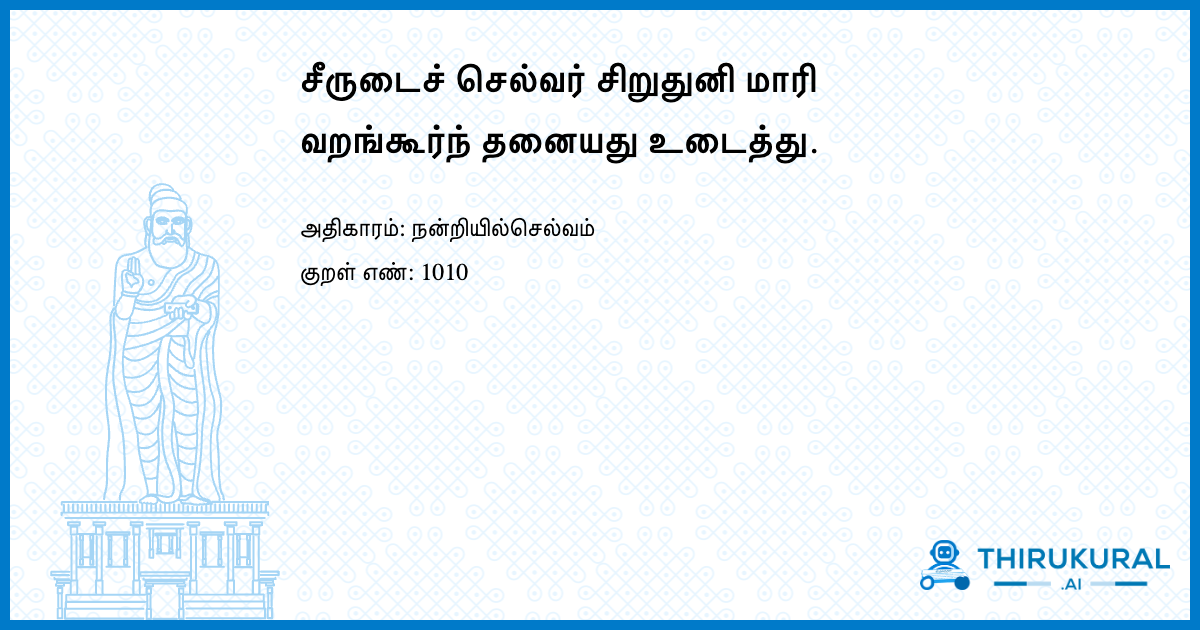 சீருடைச் செல்வர் சிறுதுனி மாரி
வறங்கூர்ந் தனையது உடைத்து.
அதிகாரம்: நன்றியில்செல்வம்
குறள் எண்: 1010
THIRUKURAL
.AI